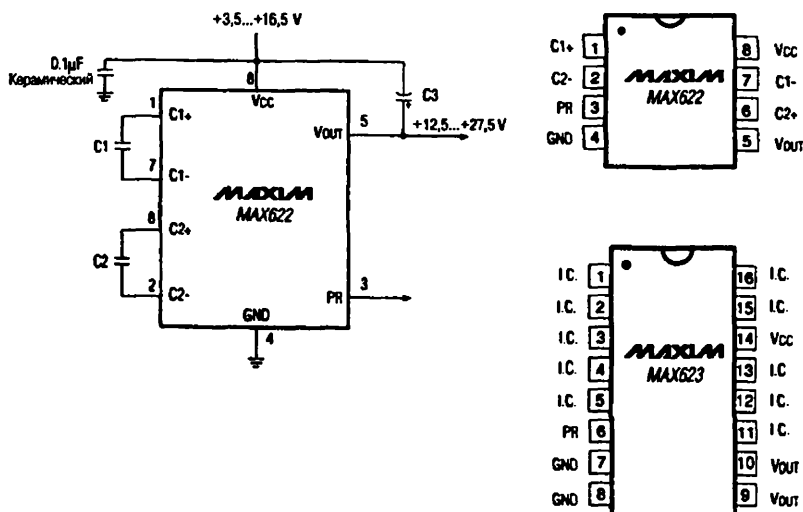 +3,5...+16,5 V
0.1µF
Керамический
8
Vcc
1
C1+
C1
7
C1-
8
C2+
C2
2
C2-
MAXIM
MAX622
C3
VOUT
5
+12,5...+27,5 V
PR
3
GND
4
C1+ 1
C2- 2
PR 3
GND 4
MAXIM
MAX622
8 Vcc
7 C1-
6 C2+
5 VOUT
I.C. 1
I.C. 2
I.C. 3
I.C. 4
I.C. 5
PR 6
GND 7
GND 8
MAXIM
MAX623
16 I.C.
15 I.C.
14 Vcc
13 I.C
12 I.C.
11 I.C.
10 VOUT
9 VOUT